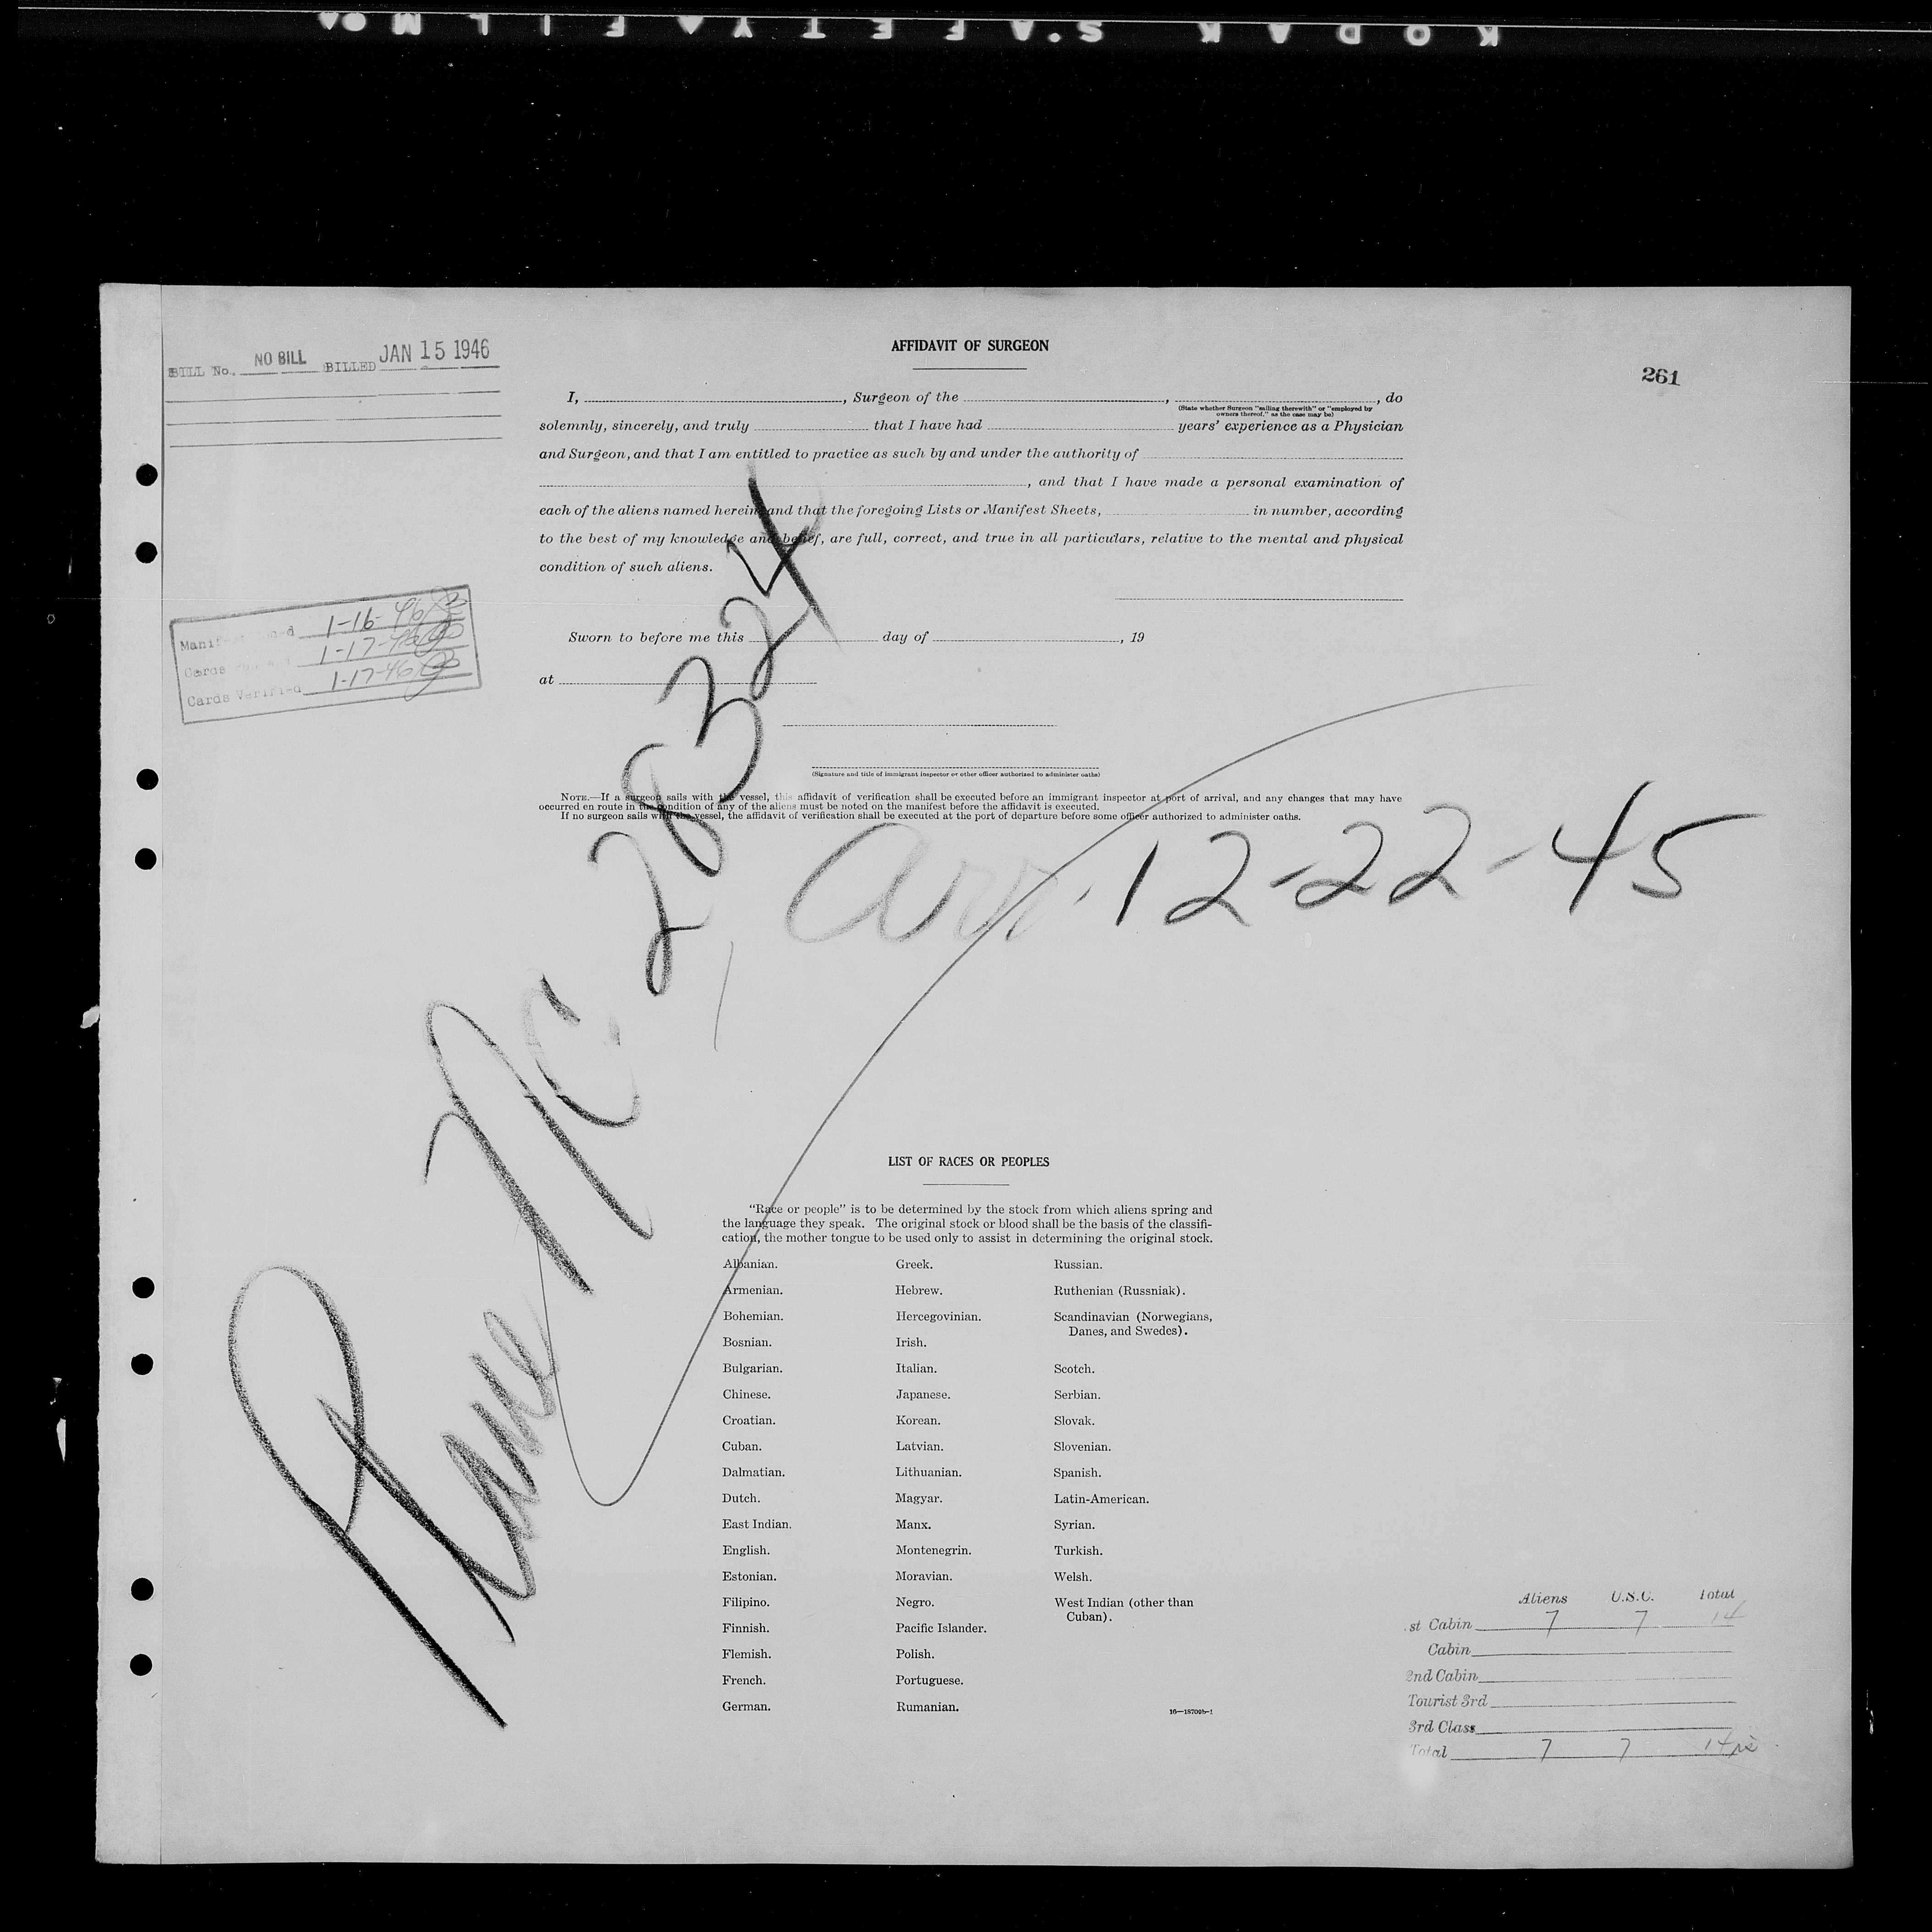 KODAK SAFETY FILM
BILL No. NO BILL BILLED JAN 15 1946
AFFIDAVIT OF SURGEON
261
I, , Surgeon of the , , do
(State whether Surgeon "sailing therewith" or "employed by
owners thereof," as the case may be)
solemnly, sincerely, and truly that I have had years' experience as a Physician
and Surgeon, and that I am entitled to practice as such by and under the authority of
, and that I have made a personal examination of
each of the aliens named herein and that the foregoing Lists or Manifest Sheets, in number, according
to the best of my knowledge and belief, are full, correct, and true in all particulars, relative to the mental and physical
condition of such aliens.
1-16-46
Cards 1-17-46
Cards Verified 1-17-46
Sworn to before me this day of , 19
at
(Signature and title of immigrant inspector or other officer authorized to administer oaths)
NOTE.—If a surgeon sails with the vessel, this affidavit of verification shall be executed before an immigrant inspector at port of arrival, and any changes that may have
occurred en route in the condition of any of the aliens must be noted on the manifest before the affidavit is executed.
If no surgeon sails with the vessel, the affidavit of verification shall be executed at the port of departure before some officer authorized to administer oaths.
Plane NC 28324
arr. 12-22-45
LIST OF RACES OR PEOPLES
"Race or people" is to be determined by the stock from which aliens spring and
the language they speak. The original stock or blood shall be the basis of the classifi-
cation, the mother tongue to be used only to assist in determining the original stock.
Albanian.
Armenian.
Bohemian.
Bosnian.
Bulgarian.
Chinese.
Croatian.
Cuban.
Dalmatian.
Dutch.
East Indian.
English.
Estonian.
Filipino.
Finnish.
Flemish.
French.
German.
Greek.
Hebrew.
Hercegovinian.
Irish.
Italian.
Japanese.
Korean.
Latvian.
Lithuanian.
Magyar.
Manx.
Montenegrin.
Moravian.
Negro.
Pacific Islander.
Polish.
Portuguese.
Rumanian.
Russian.
Ruthenian (Russniak).
Scandinavian (Norwegians,
Danes, and Swedes).
Scotch.
Serbian.
Slovak.
Slovenian.
Spanish.
Latin-American.
Syrian.
Turkish.
Welsh.
West Indian (other than
Cuban).
Aliens U.S.C. Total
st Cabin 7 7 14
Cabin
2nd Cabin
Tourist 3rd
3rd Class
Total 7 7 14